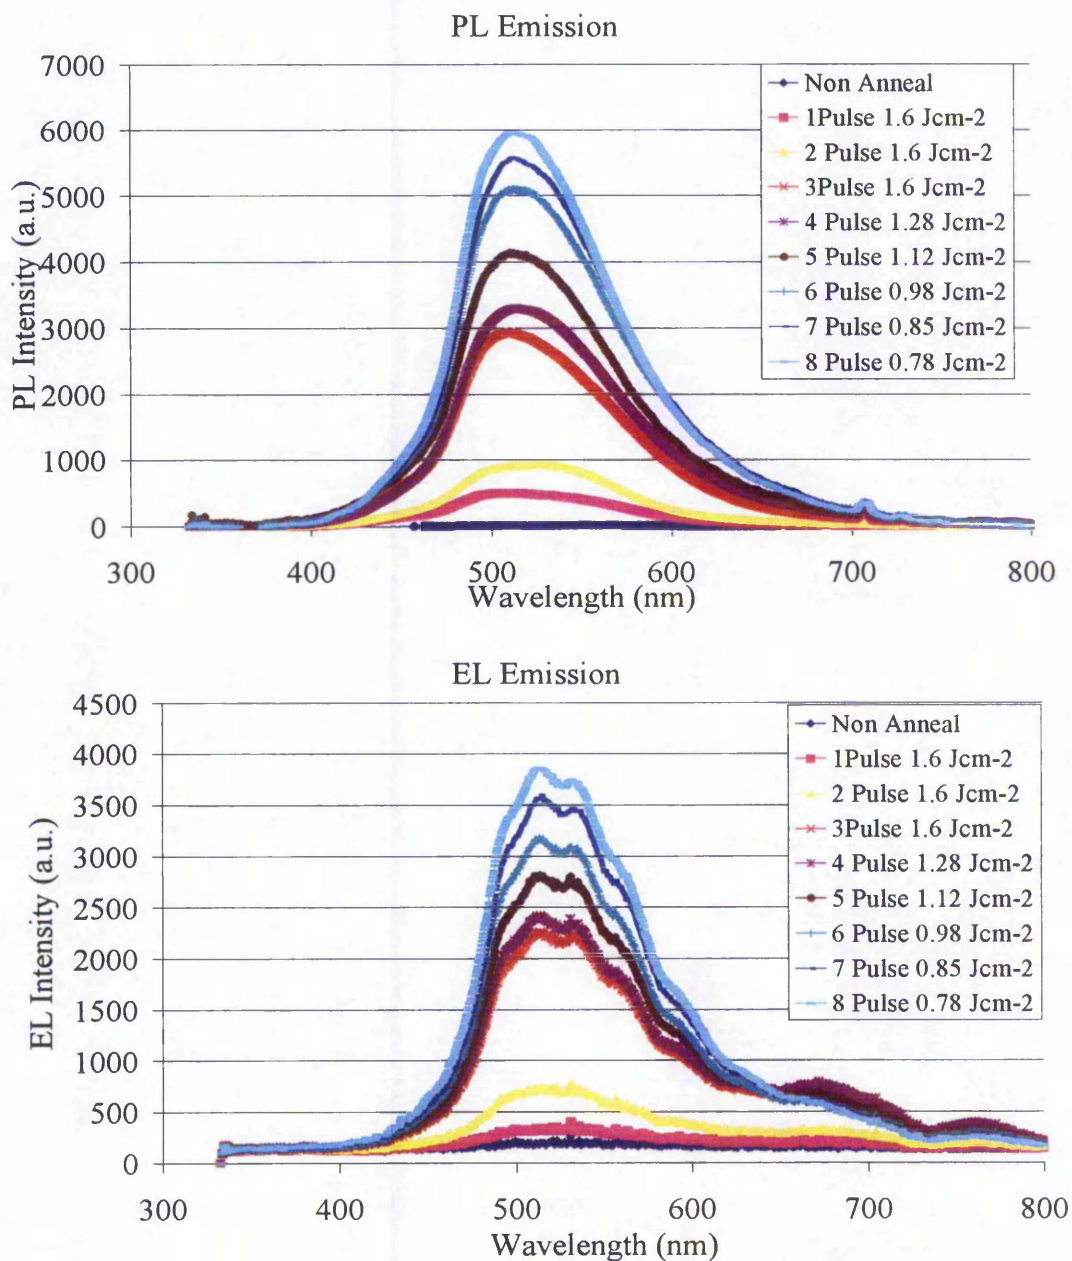 PL Emission
7000
6000
5000
4000
3000
2000
1000
0
PL Intensity (a.u.)
300
400
500
600
700
800
Wavelength (nm)
Non Anneal
1Pulse 1.6 Jcm-2
2 Pulse 1.6 Jcm-2
3Pulse 1.6 Jcm-2
4 Pulse 1.28 Jcm-2
5 Pulse 1.12 Jcm-2
6 Pulse 0.98 Jcm-2
7 Pulse 0.85 Jcm-2
8 Pulse 0.78 Jcm-2
EL Emission
4500
4000
3500
3000
2500
2000
1500
1000
500
0
EL Intensity (a.u.)
300
400
500
600
700
800
Wavelength (nm)
Non Anneal
1Pulse 1.6 Jcm-2
2 Pulse 1.6 Jcm-2
3Pulse 1.6 Jcm-2
4 Pulse 1.28 Jcm-2
5 Pulse 1.12 Jcm-2
6 Pulse 0.98 Jcm-2
7 Pulse 0.85 Jcm-2
8 Pulse 0.78 Jcm-2